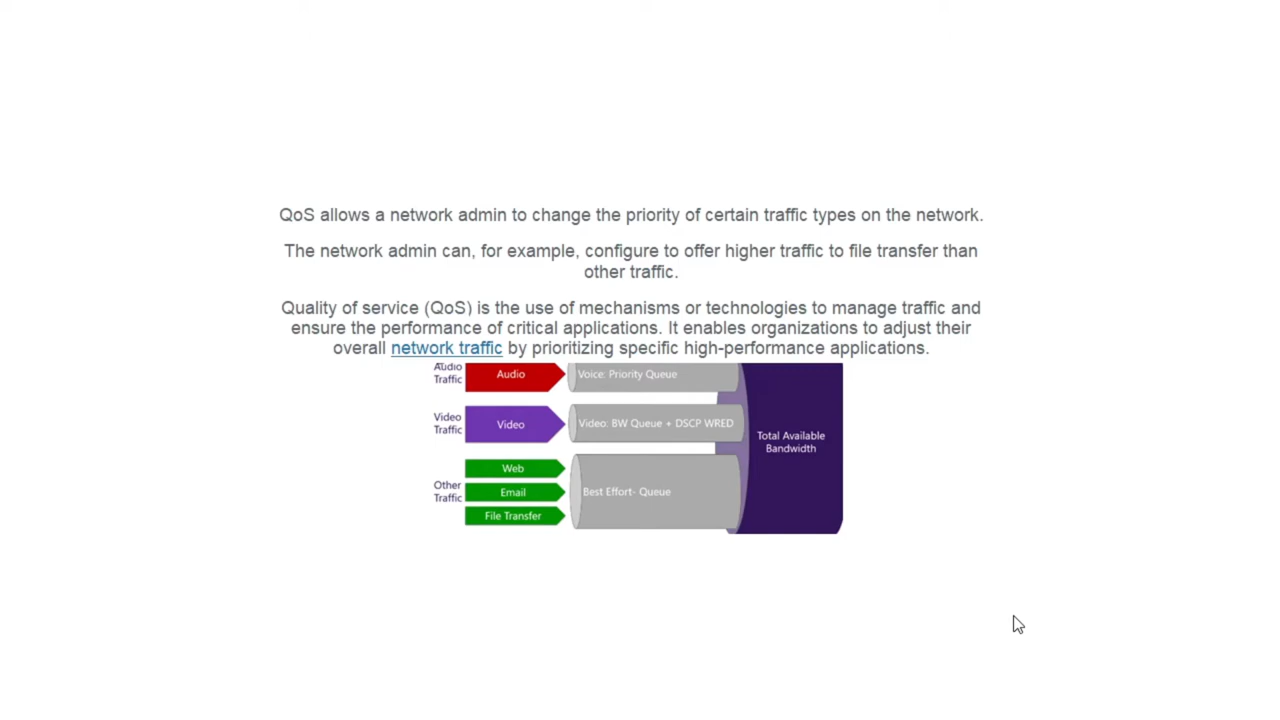 QoS allows a network admin to change the priority of certain traffic types on the network.
The network admin can, for example, configure to offer higher traffic to file transfer than
other traffic.
Quality of service (QoS) is the use of mechanisms or technologies to manage traffic and
ensure the performance of critical applications. It enables organizations to adjust their
overall network traffic by prioritizing specific high-performance applications.
Audio
Traffic
Audio
Voice: Priority Queue
Video
Traffic
Video
Video: BW Queue + DSCP WRED
Total Available
Bandwidth
Other
Traffic
Web
Email
File Transfer
Best Effort- Queue